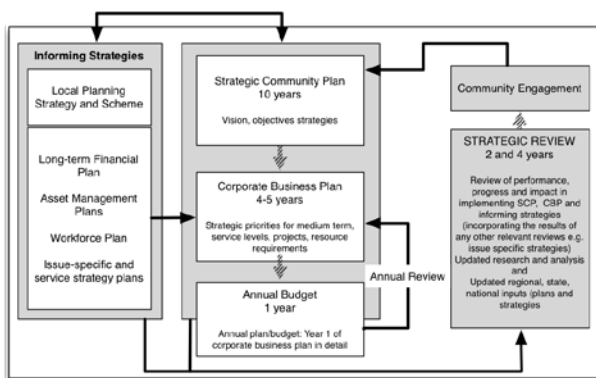 Informing Strategies
Local Planning
Strategy and Scheme
Long-term Financial
Plan
Asset Management
Plans
Workforce Plan
Issue-specific and
service strategy plans
Strategic Community Plan
10 years
Vision, objectives strategies
Corporate Business Plan
4-5 years
Strategic priorities for medium term,
service levels, projects, resource
requirements
Annual Budget
1 year
Annual plan/budget: Year 1 of
corporate business plan in detail
Annual Review
Community Engagement
STRATEGIC REVIEW
2 and 4 years
Review of performance,
progress and impact in
implementing SCP, CBP and
informing strategies
(incorporating the results of
any other relevant reviews e.g.
issue specific strategies)
Updated research and analysis
and
Updated regional, state,
national inputs (plans and
strategies